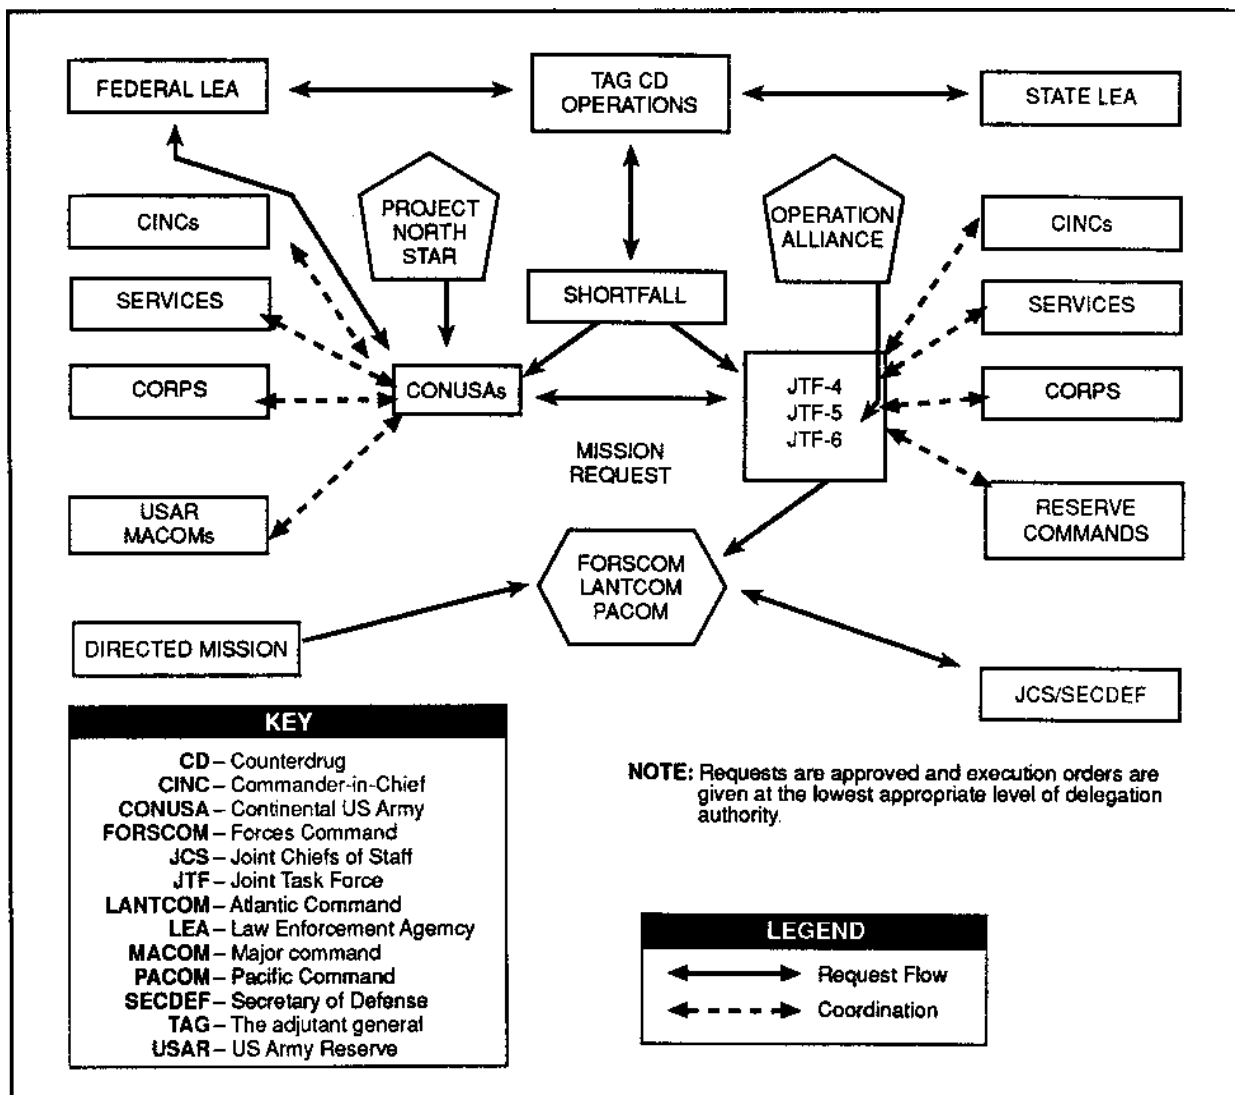 FEDERAL LEA
TAG CD
OPERATIONS
STATE LEA
CINCs
PROJECT
NORTH
STAR
OPERATION
ALLIANCE
CINCs
SERVICES
SHORTFALL
SERVICES
CORPS
CONUSAs
JTF-4
JTF-5
JTF-6
CORPS
MISSION
REQUEST
USAR
MACOMs
RESERVE
COMMANDS
FORSCOM
LANTCOM
PACOM
DIRECTED MISSION
JCS/SECDEF
KEY
CD – Counterdrug
CINC – Commander-in-Chief
CONUSA – Continental US Army
FORSCOM – Forces Command
JCS – Joint Chiefs of Staff
JTF – Joint Task Force
LANTCOM – Atlantic Command
LEA – Law Enforcement Agemcy
MACOM – Major command
PACOM – Pacific Command
SECDEF – Secretary of Defense
TAG – The adjutant general
USAR – US Army Reserve
NOTE: Requests are approved and execution orders are
given at the lowest appropriate level of delegation
authority.
LEGEND
Request Flow
Coordination